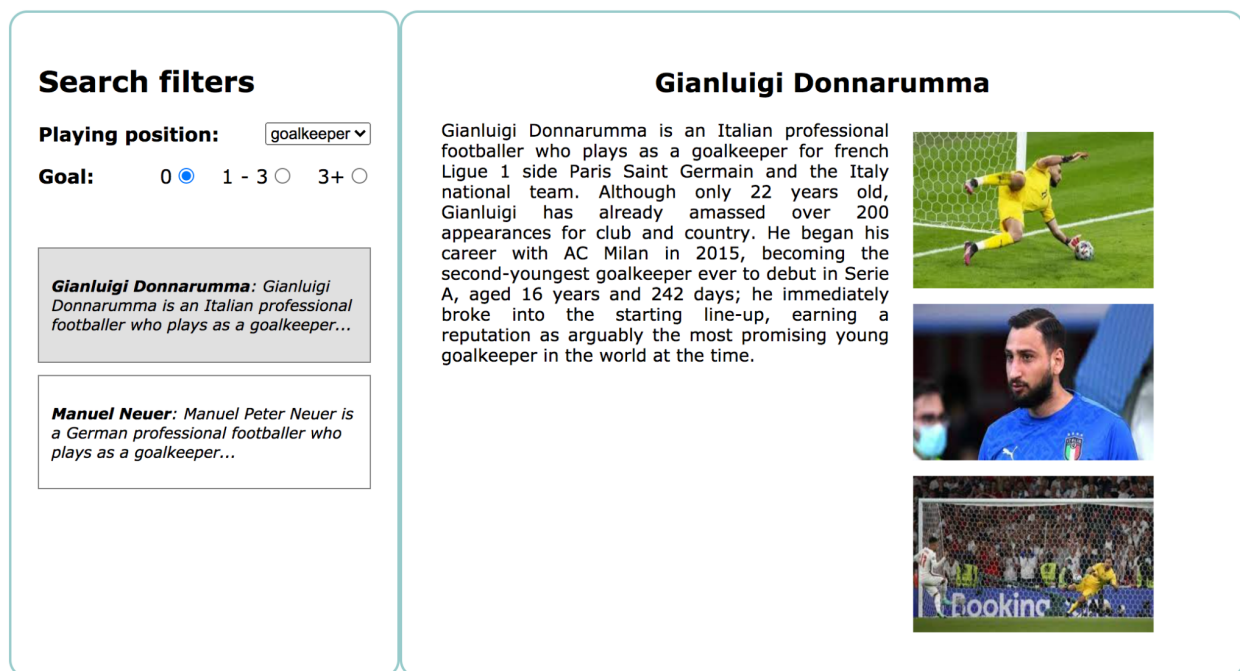 Search filters
Playing position: goalkeeper
Goal: 0 1 - 3 3+
Gianluigi Donnarumma: Gianluigi
Donnarumma is an Italian professional
footballer who plays as a goalkeeper...
Manuel Neuer: Manuel Peter Neuer is
a German professional footballer who
plays as a goalkeeper...
Gianluigi Donnarumma
Gianluigi Donnarumma is an Italian professional
footballer who plays as a goalkeeper for french
Ligue 1 side Paris Saint Germain and the Italy
national team. Although only 22 years old,
Gianluigi has already amassed over 200
appearances for club and country. He began his
career with AC Milan in 2015, becoming the
second-youngest goalkeeper ever to debut in Serie
A, aged 16 years and 242 days; he immediately
broke into the starting line-up, earning a
reputation as arguably the most promising young
goalkeeper in the world at the time.
Booking